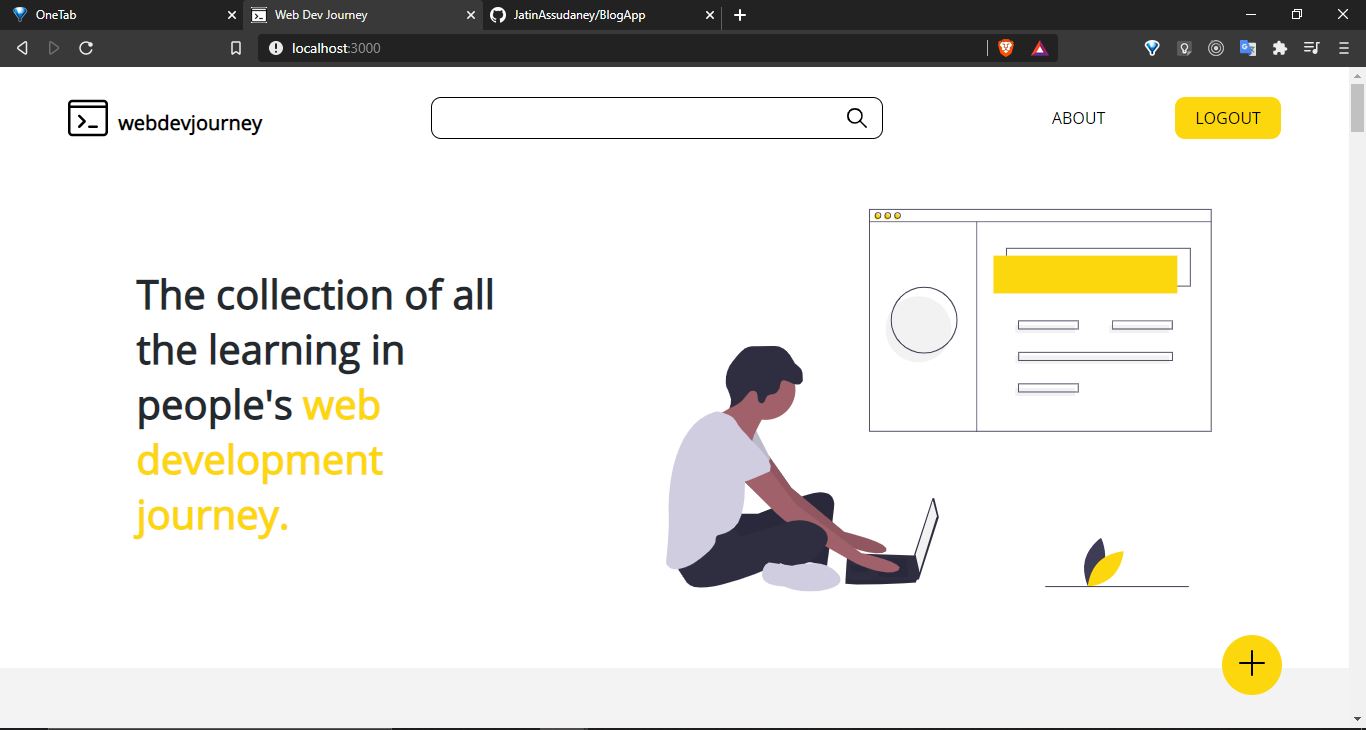 OneTab
Web Dev Journey
JatinAssudaney/BlogApp
localhost:3000
webdevjourney
ABOUT
LOGOUT
The collection of all
the learning in
people's web
development
journey.